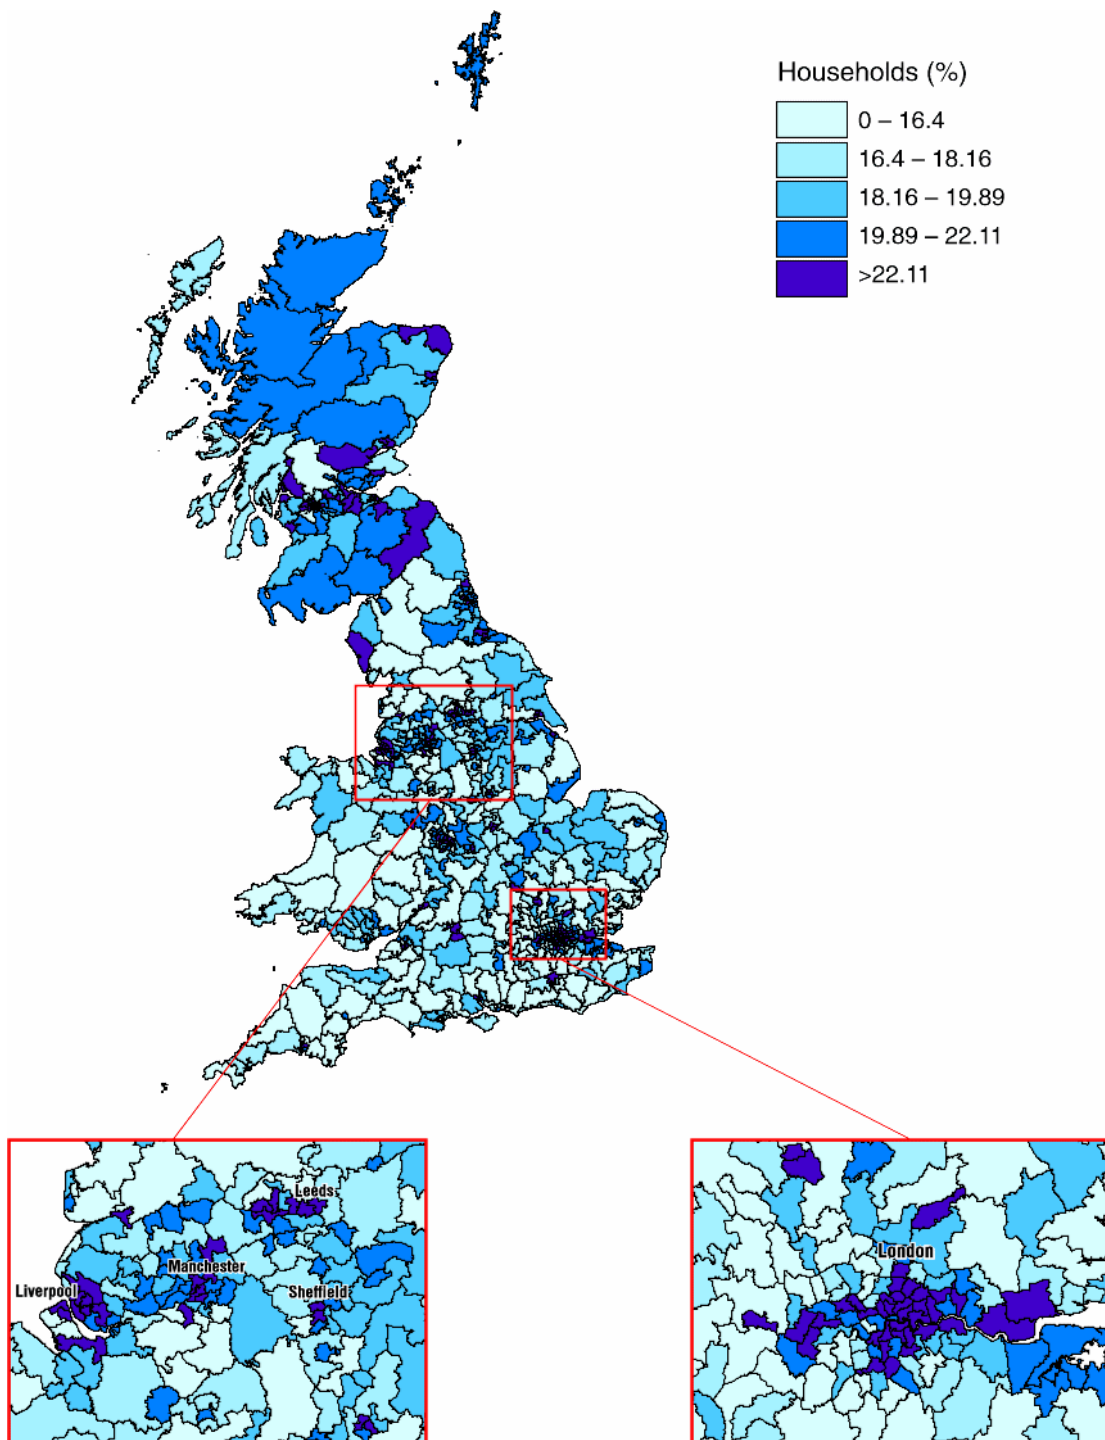 Households (%)
0 – 16.4
16.4 – 18.16
18.16 – 19.89
19.89 – 22.11
>22.11
Leeds
Manchester
Liverpool
Sheffield
London